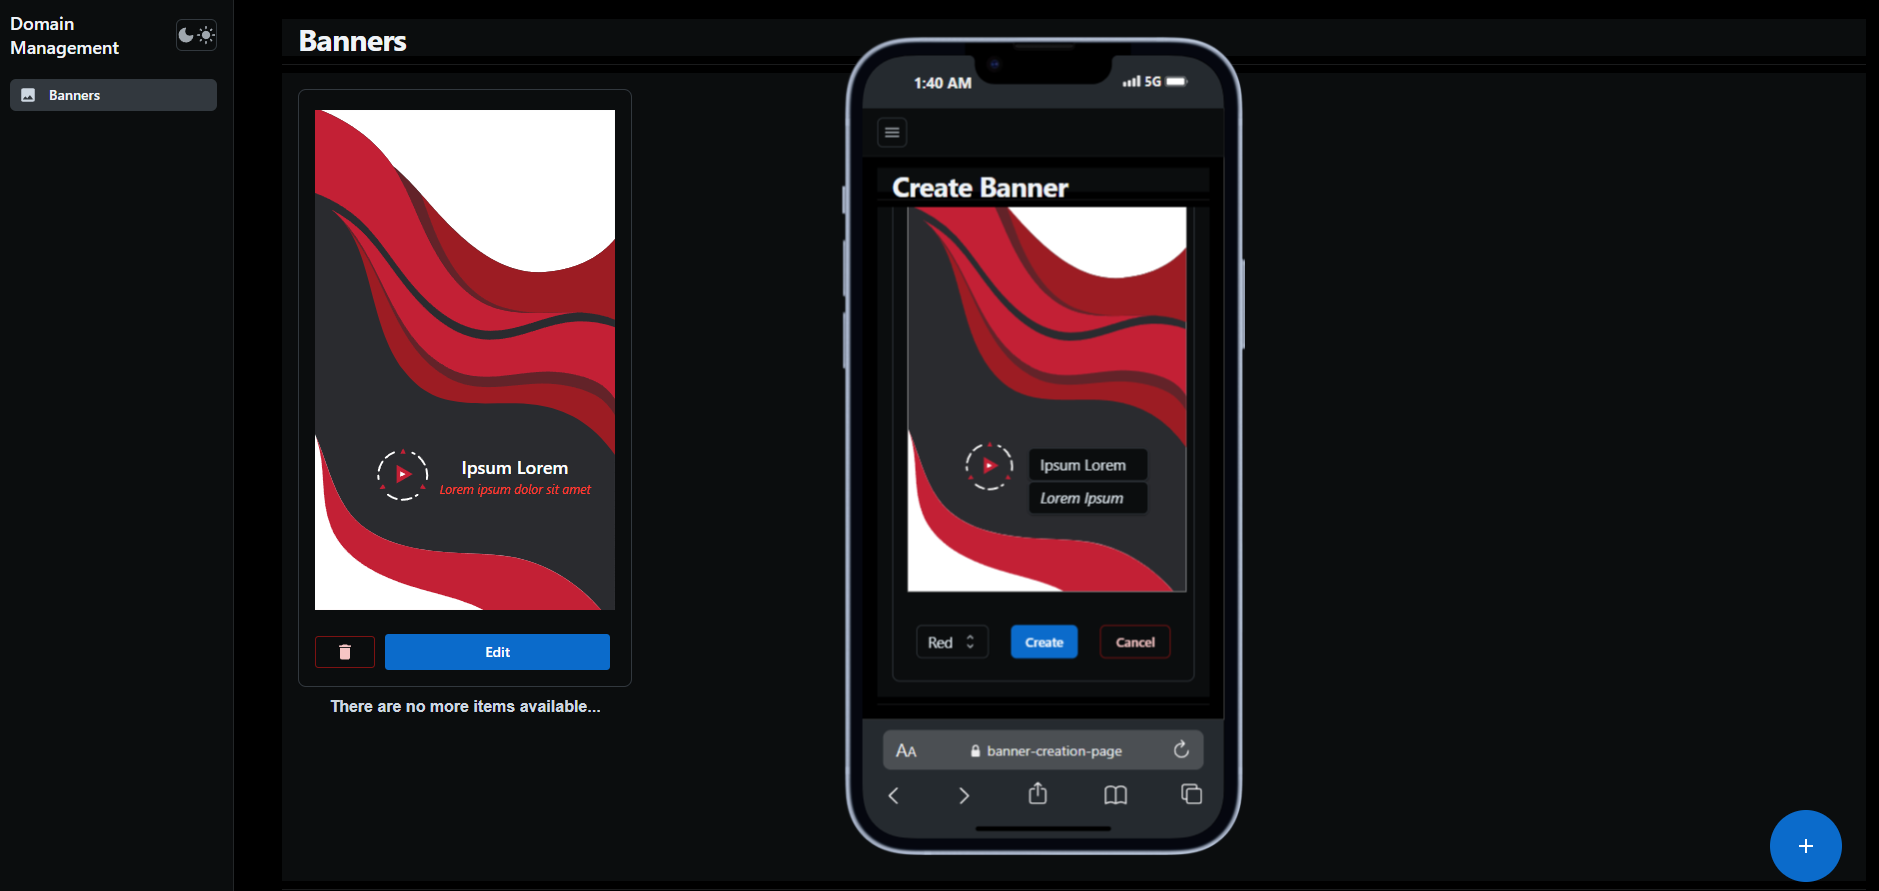 Domain
Management
Banners
Banners
Ipsum Lorem
Lorem ipsum dolor sit amet
Edit
There are no more items available...
1:40 AM
5G
Create Banner
Ipsum Lorem
Lorem Ipsum
Red
Create
Cancel
AA
banner-creation-page